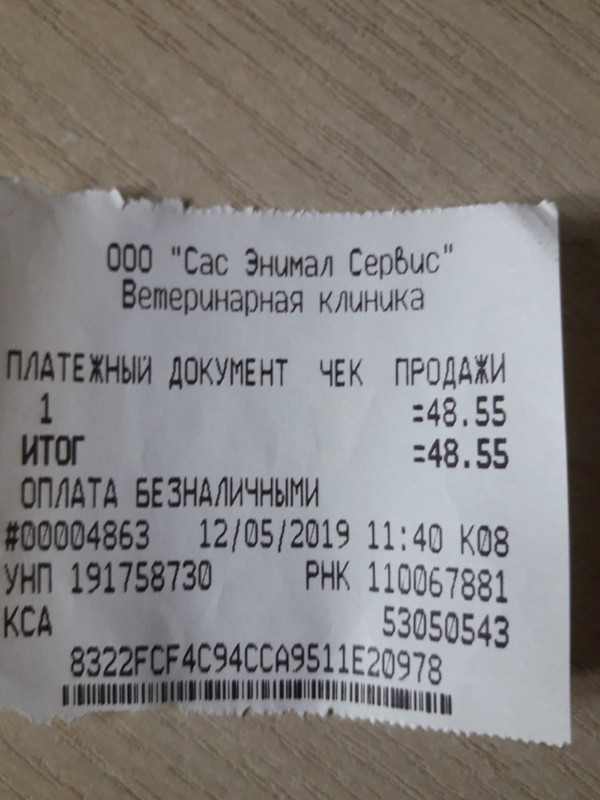 ООО "Сас Энимал Сервис"
Ветеринарная клиника
ПЛАТЕЖНЫЙ ДОКУМЕНТ ЧЕК ПРОДАЖИ
1 =48.55
ИТОГ =48.55
ОПЛАТА БЕЗНАЛИЧНЫМИ
#00004863 12/05/2019 11:40 К08
УНП 191758730 РНК 110067881
КСА 53050543
8322FCF4C94CCA9511E20978